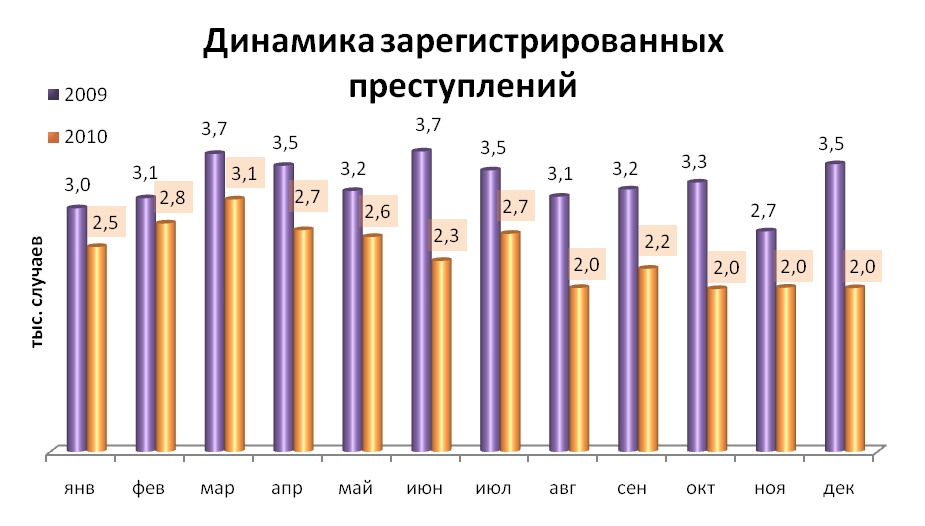 Динамика зарегистрированных
преступлений
2009
2010
тыс. случаев
3,0 3,1 3,7 3,5 3,2 3,7 3,5 3,1 3,2 3,3 2,7 3,5
2,5 2,8 3,1 2,7 2,6 2,3 2,7 2,0 2,2 2,0 2,0 2,0
янв фев мар апр май июн июл авг сен окт ноя дек